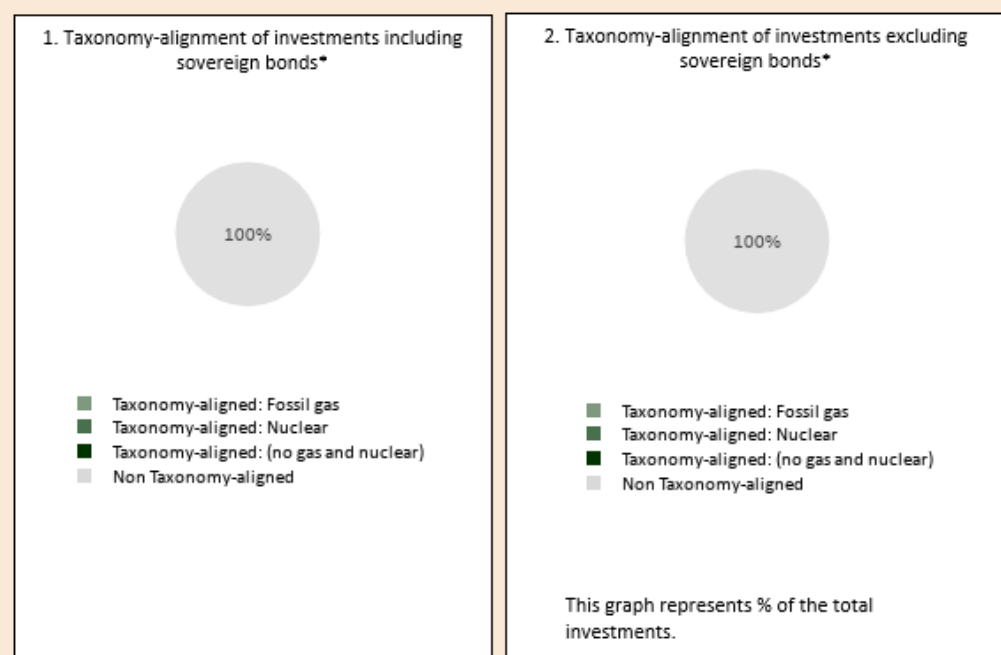 1. Taxonomy-alignment of investments including
sovereign bonds*
100%
Taxonomy-aligned: Fossil gas
Taxonomy-aligned: Nuclear
Taxonomy-aligned: (no gas and nuclear)
Non Taxonomy-aligned
2. Taxonomy-alignment of investments excluding
sovereign bonds*
100%
Taxonomy-aligned: Fossil gas
Taxonomy-aligned: Nuclear
Taxonomy-aligned: (no gas and nuclear)
Non Taxonomy-aligned
This graph represents % of the total
investments.